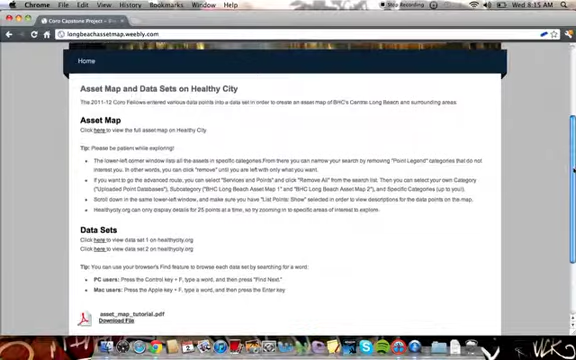 Chrome File Edit View History Bookmarks Window Help Stop Recording Wed 8:15 AM
Coro Capstone Project –
longbeachassetmap.weebly.com
Home
Asset Map and Data Sets on Healthy City
The 2011-12 Coro Fellows entered various data points into a data set in order to create an asset map of BHC's Central Long Beach and surrounding areas.
Asset Map
Click here to view the full asset map on Healthy City
Tip: Please be patient while exploring!
The lower-left corner window lists all the assets in specific categories. From there you can narrow your search by removing "Point Legend" categories that do not
interest you. In other words, you can click "remove" until you are left with only what you want.
If you want to go the advanced route, you can select "Services and Points" and click "Remove All" from the search list. Then you can select your own Category
("Uploaded Point Databases"), Subcategory ("BHC Long Beach Asset Map 1" and "BHC Long Beach Asset Map 2"), and Specific Categories (up to you!).
Scroll down in the same lower-left window, and make sure you have "List Points: Show" selected in order to view descriptions for the data points on the map.
Healthycity.org can only display details for 25 points at a time, so try zooming in to specific areas of interest to explore.
Data Sets
Click here to view data set 1 on healthycity.org
Click here to view data set 2 on healthycity.org
Tip: You can use your browser's Find feature to browse each data set by searching for a word:
PC users: Press the Control key + F, type a word, and then press "Find Next."
Mac users: Press the Apple key + F, type a word, and then press the Enter key
asset_map_tutorial.pdf
Download File